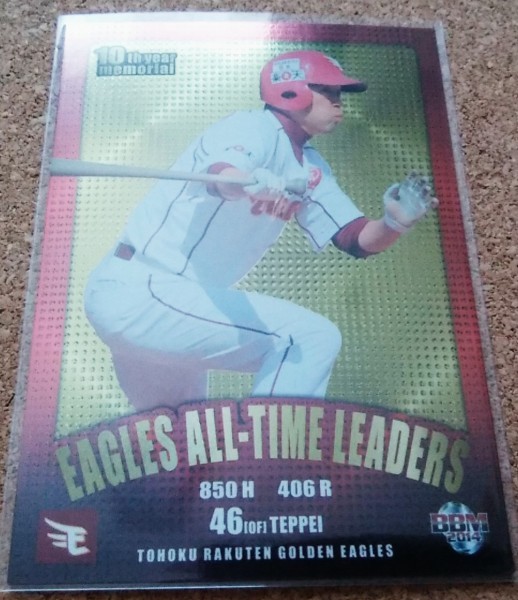 10th year
memorial
EAGLES ALL-TIME LEADERS
850 H 406 R
46[OF] TEPPEI
E
BBM
2014
TOHOKU RAKUTEN GOLDEN EAGLES